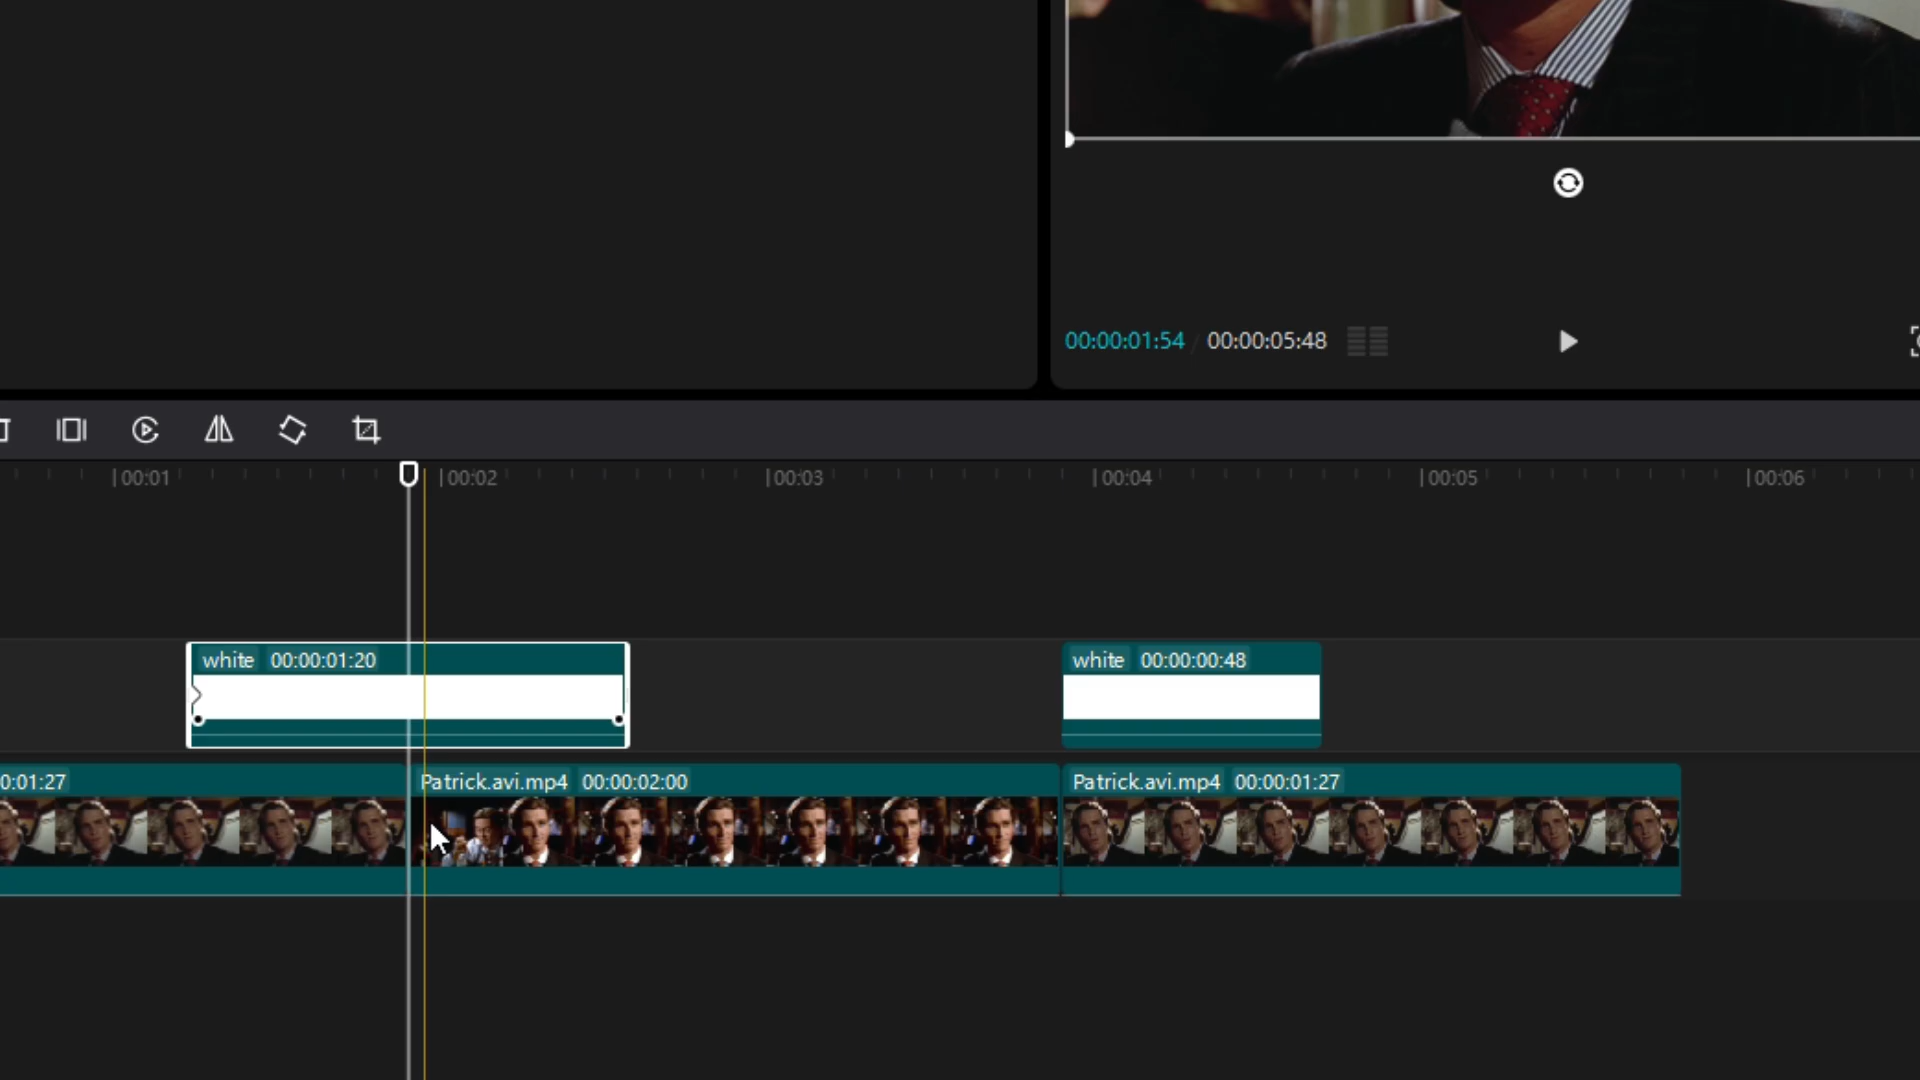 00:00:01:54 / 00:00:05:48
00:01 00:02 00:03 00:04 00:05 00:06
white 00:00:01:20 white 00:00:00:48
0:01:27 Patrick.avi.mp4 00:00:02:00 Patrick.avi.mp4 00:00:01:27